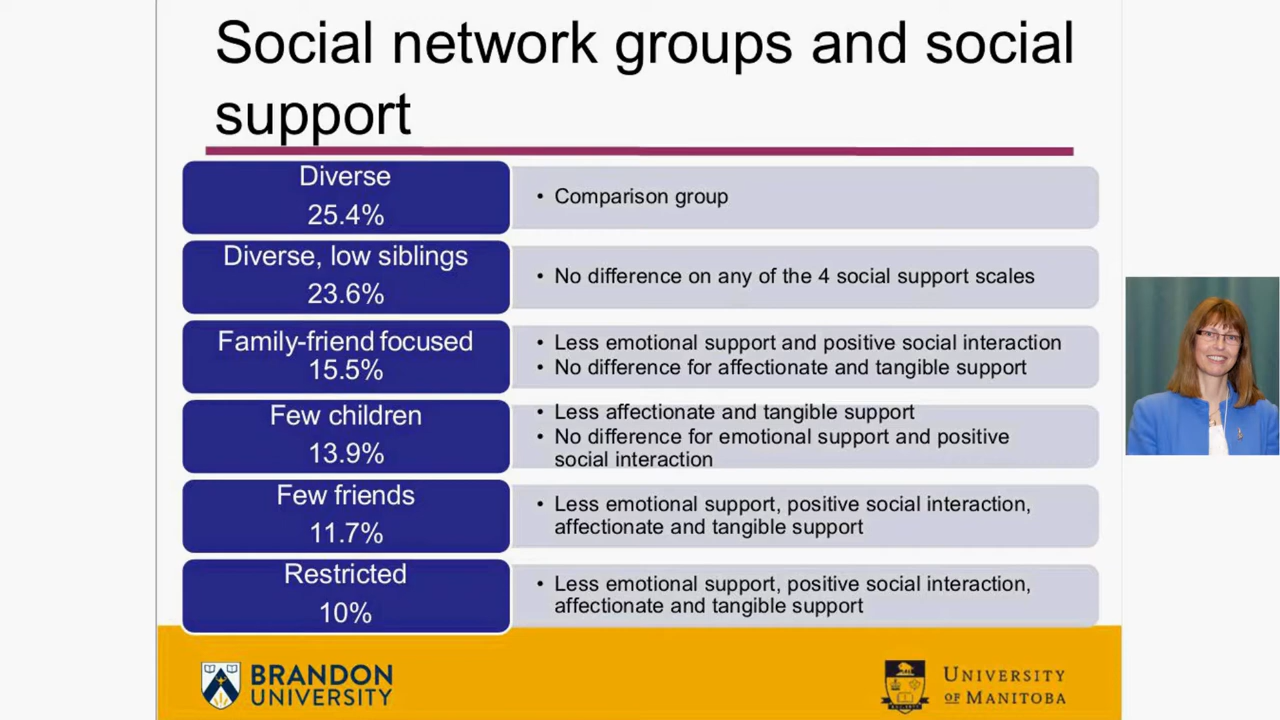 Social network groups and social
support
Diverse
25.4%
• Comparison group
Diverse, low siblings
23.6%
• No difference on any of the 4 social support scales
Family-friend focused
15.5%
• Less emotional support and positive social interaction
• No difference for affectionate and tangible support
Few children
13.9%
• Less affectionate and tangible support
• No difference for emotional support and positive
social interaction
Few friends
11.7%
• Less emotional support, positive social interaction,
affectionate and tangible support
Restricted
10%
• Less emotional support, positive social interaction,
affectionate and tangible support
BRANDON
UNIVERSITY
UNIVERSITY
OF MANITOBA